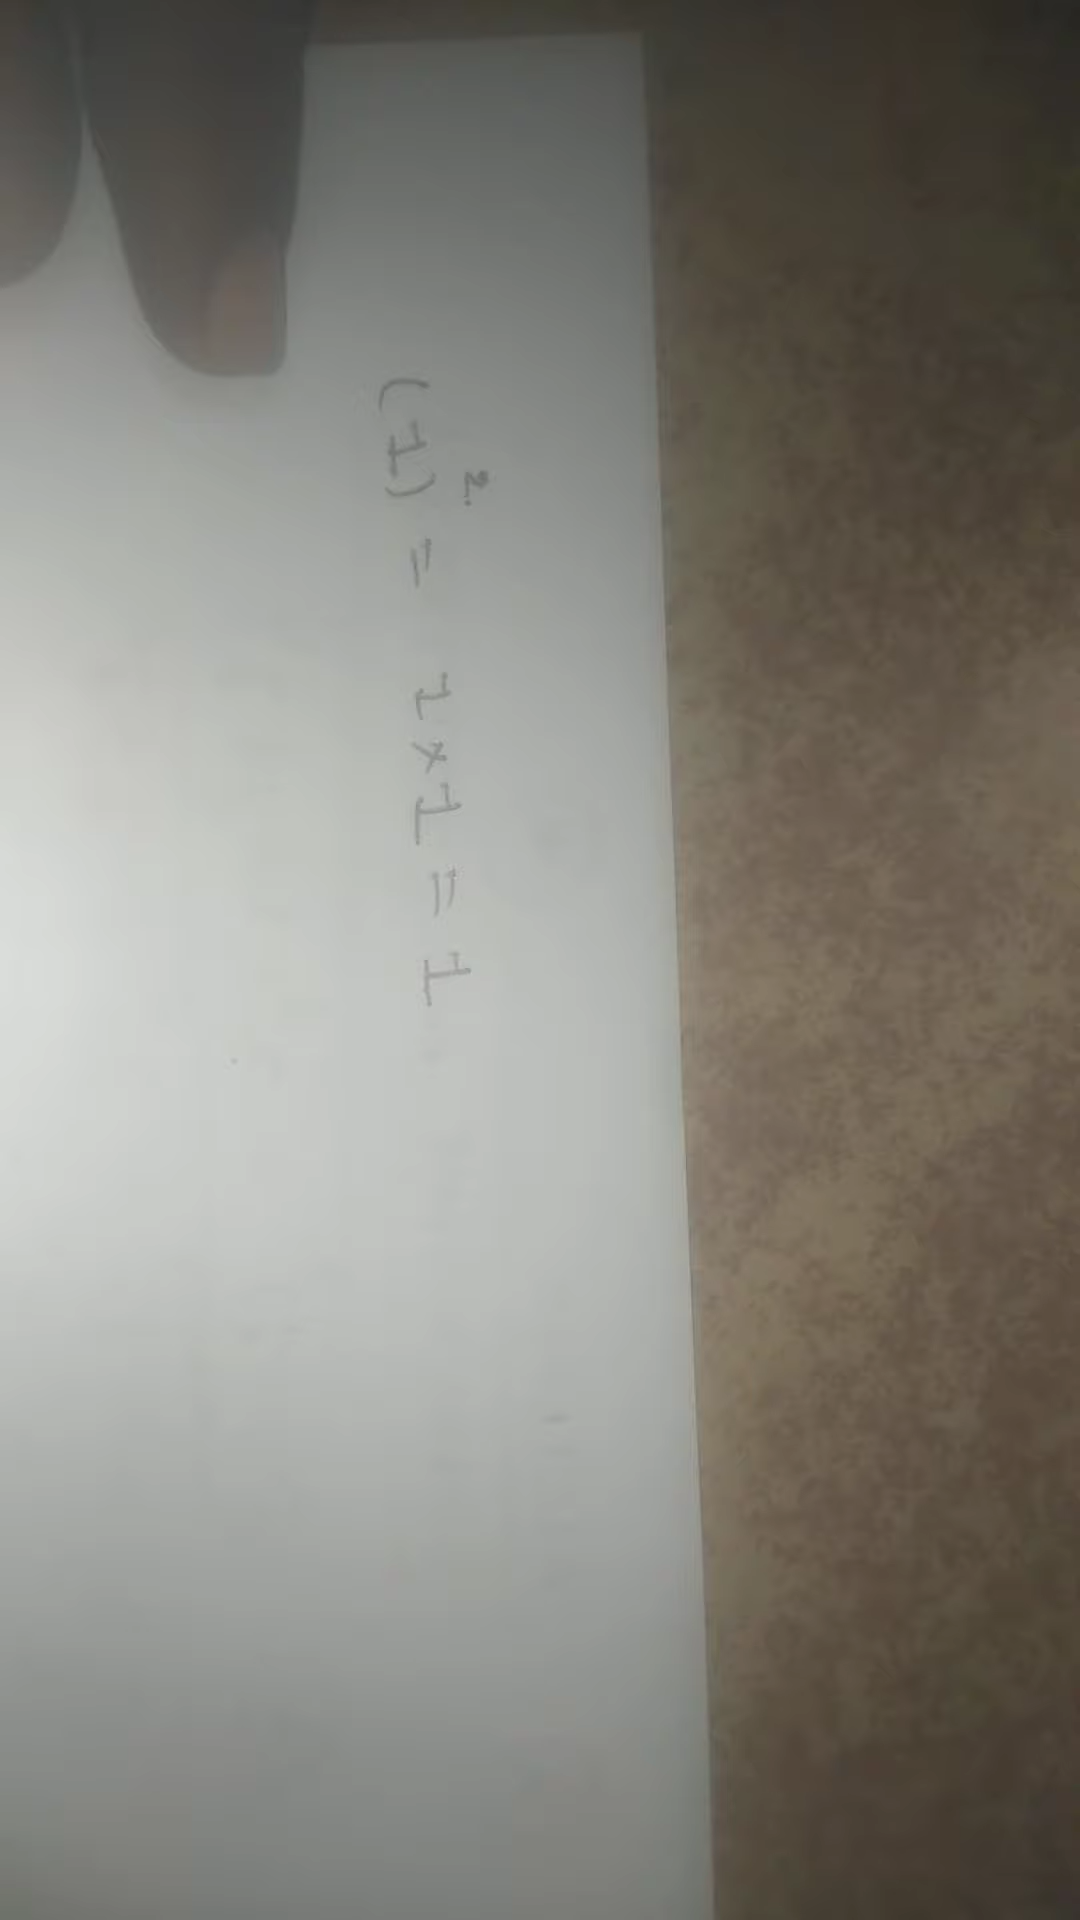 (1)² = 1×1 = 1